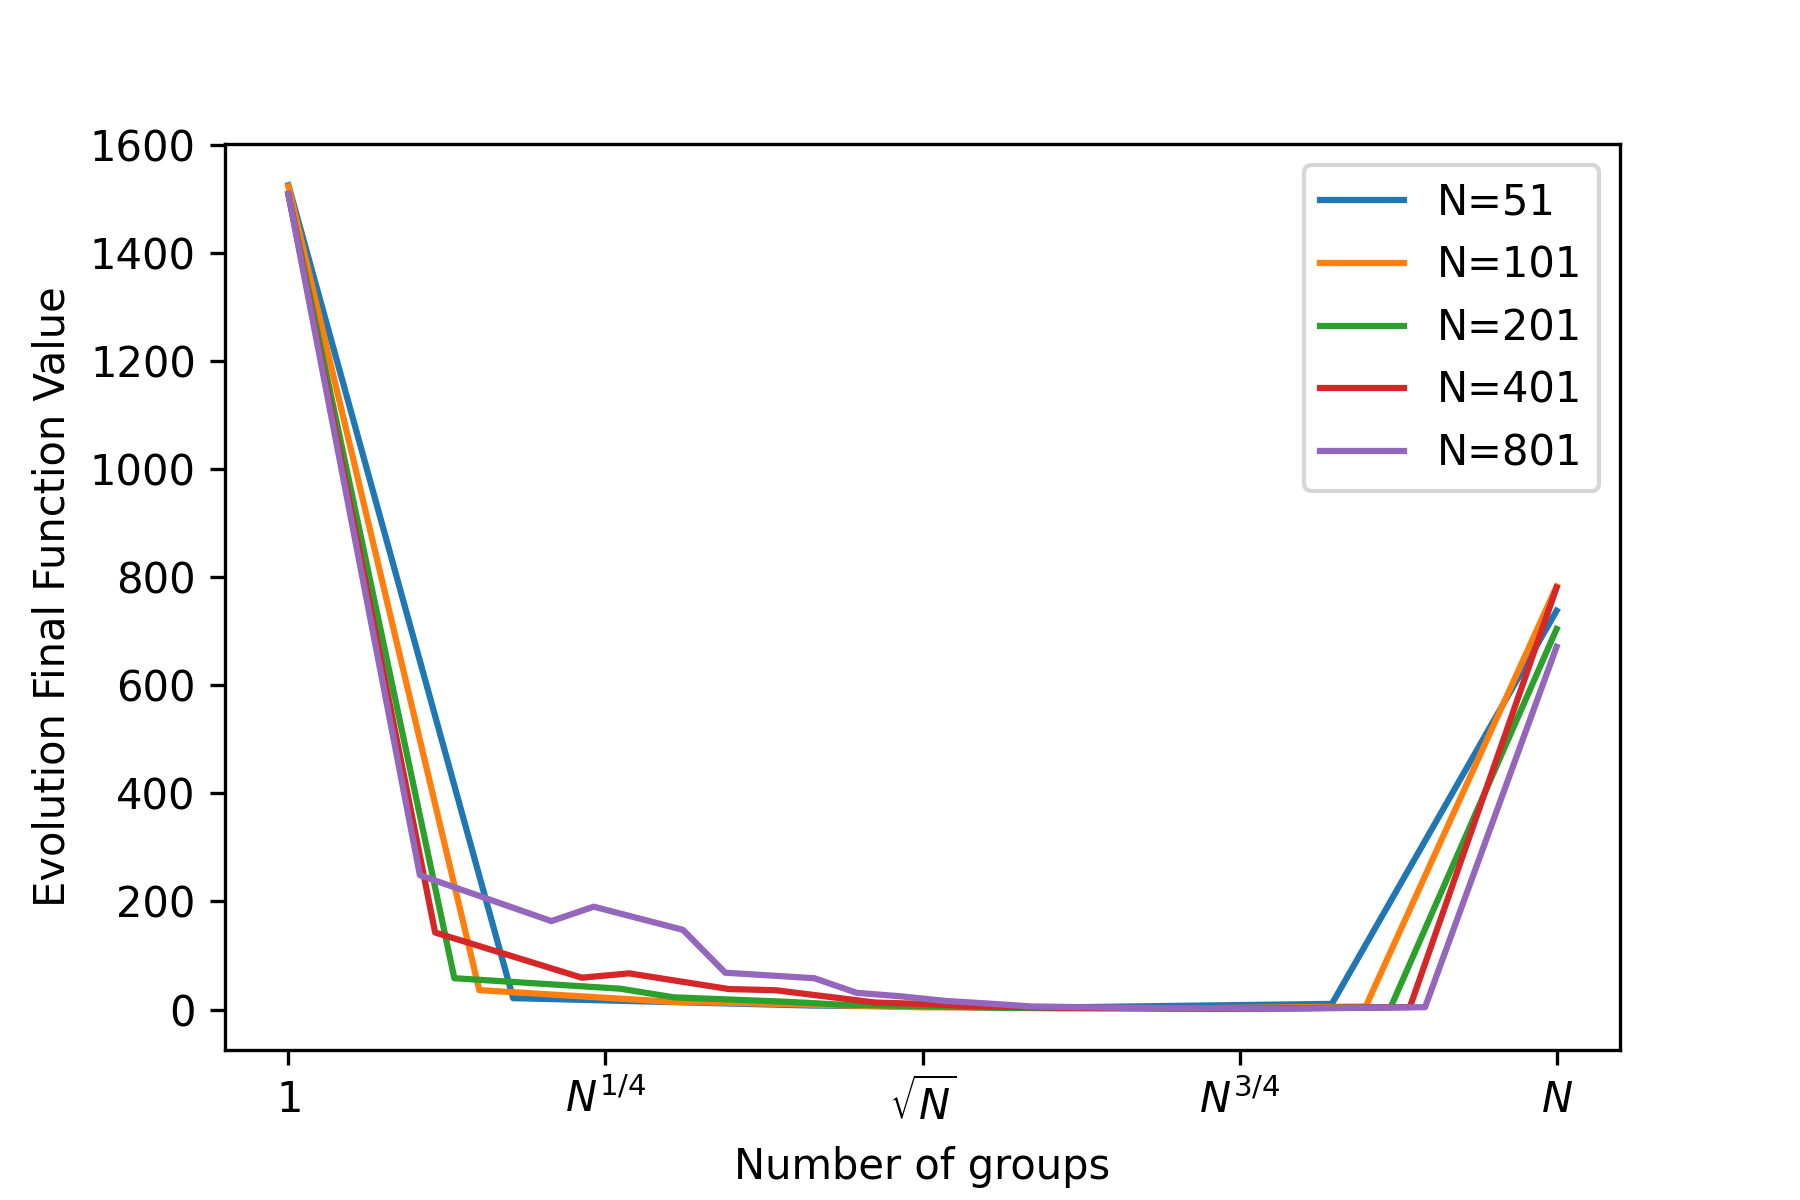 1600
1400
1200
1000
800
600
400
200
0
Evolution Final Function Value
N=51
N=101
N=201
N=401
N=801
1 N^{1/4} √N N^{3/4} N
Number of groups